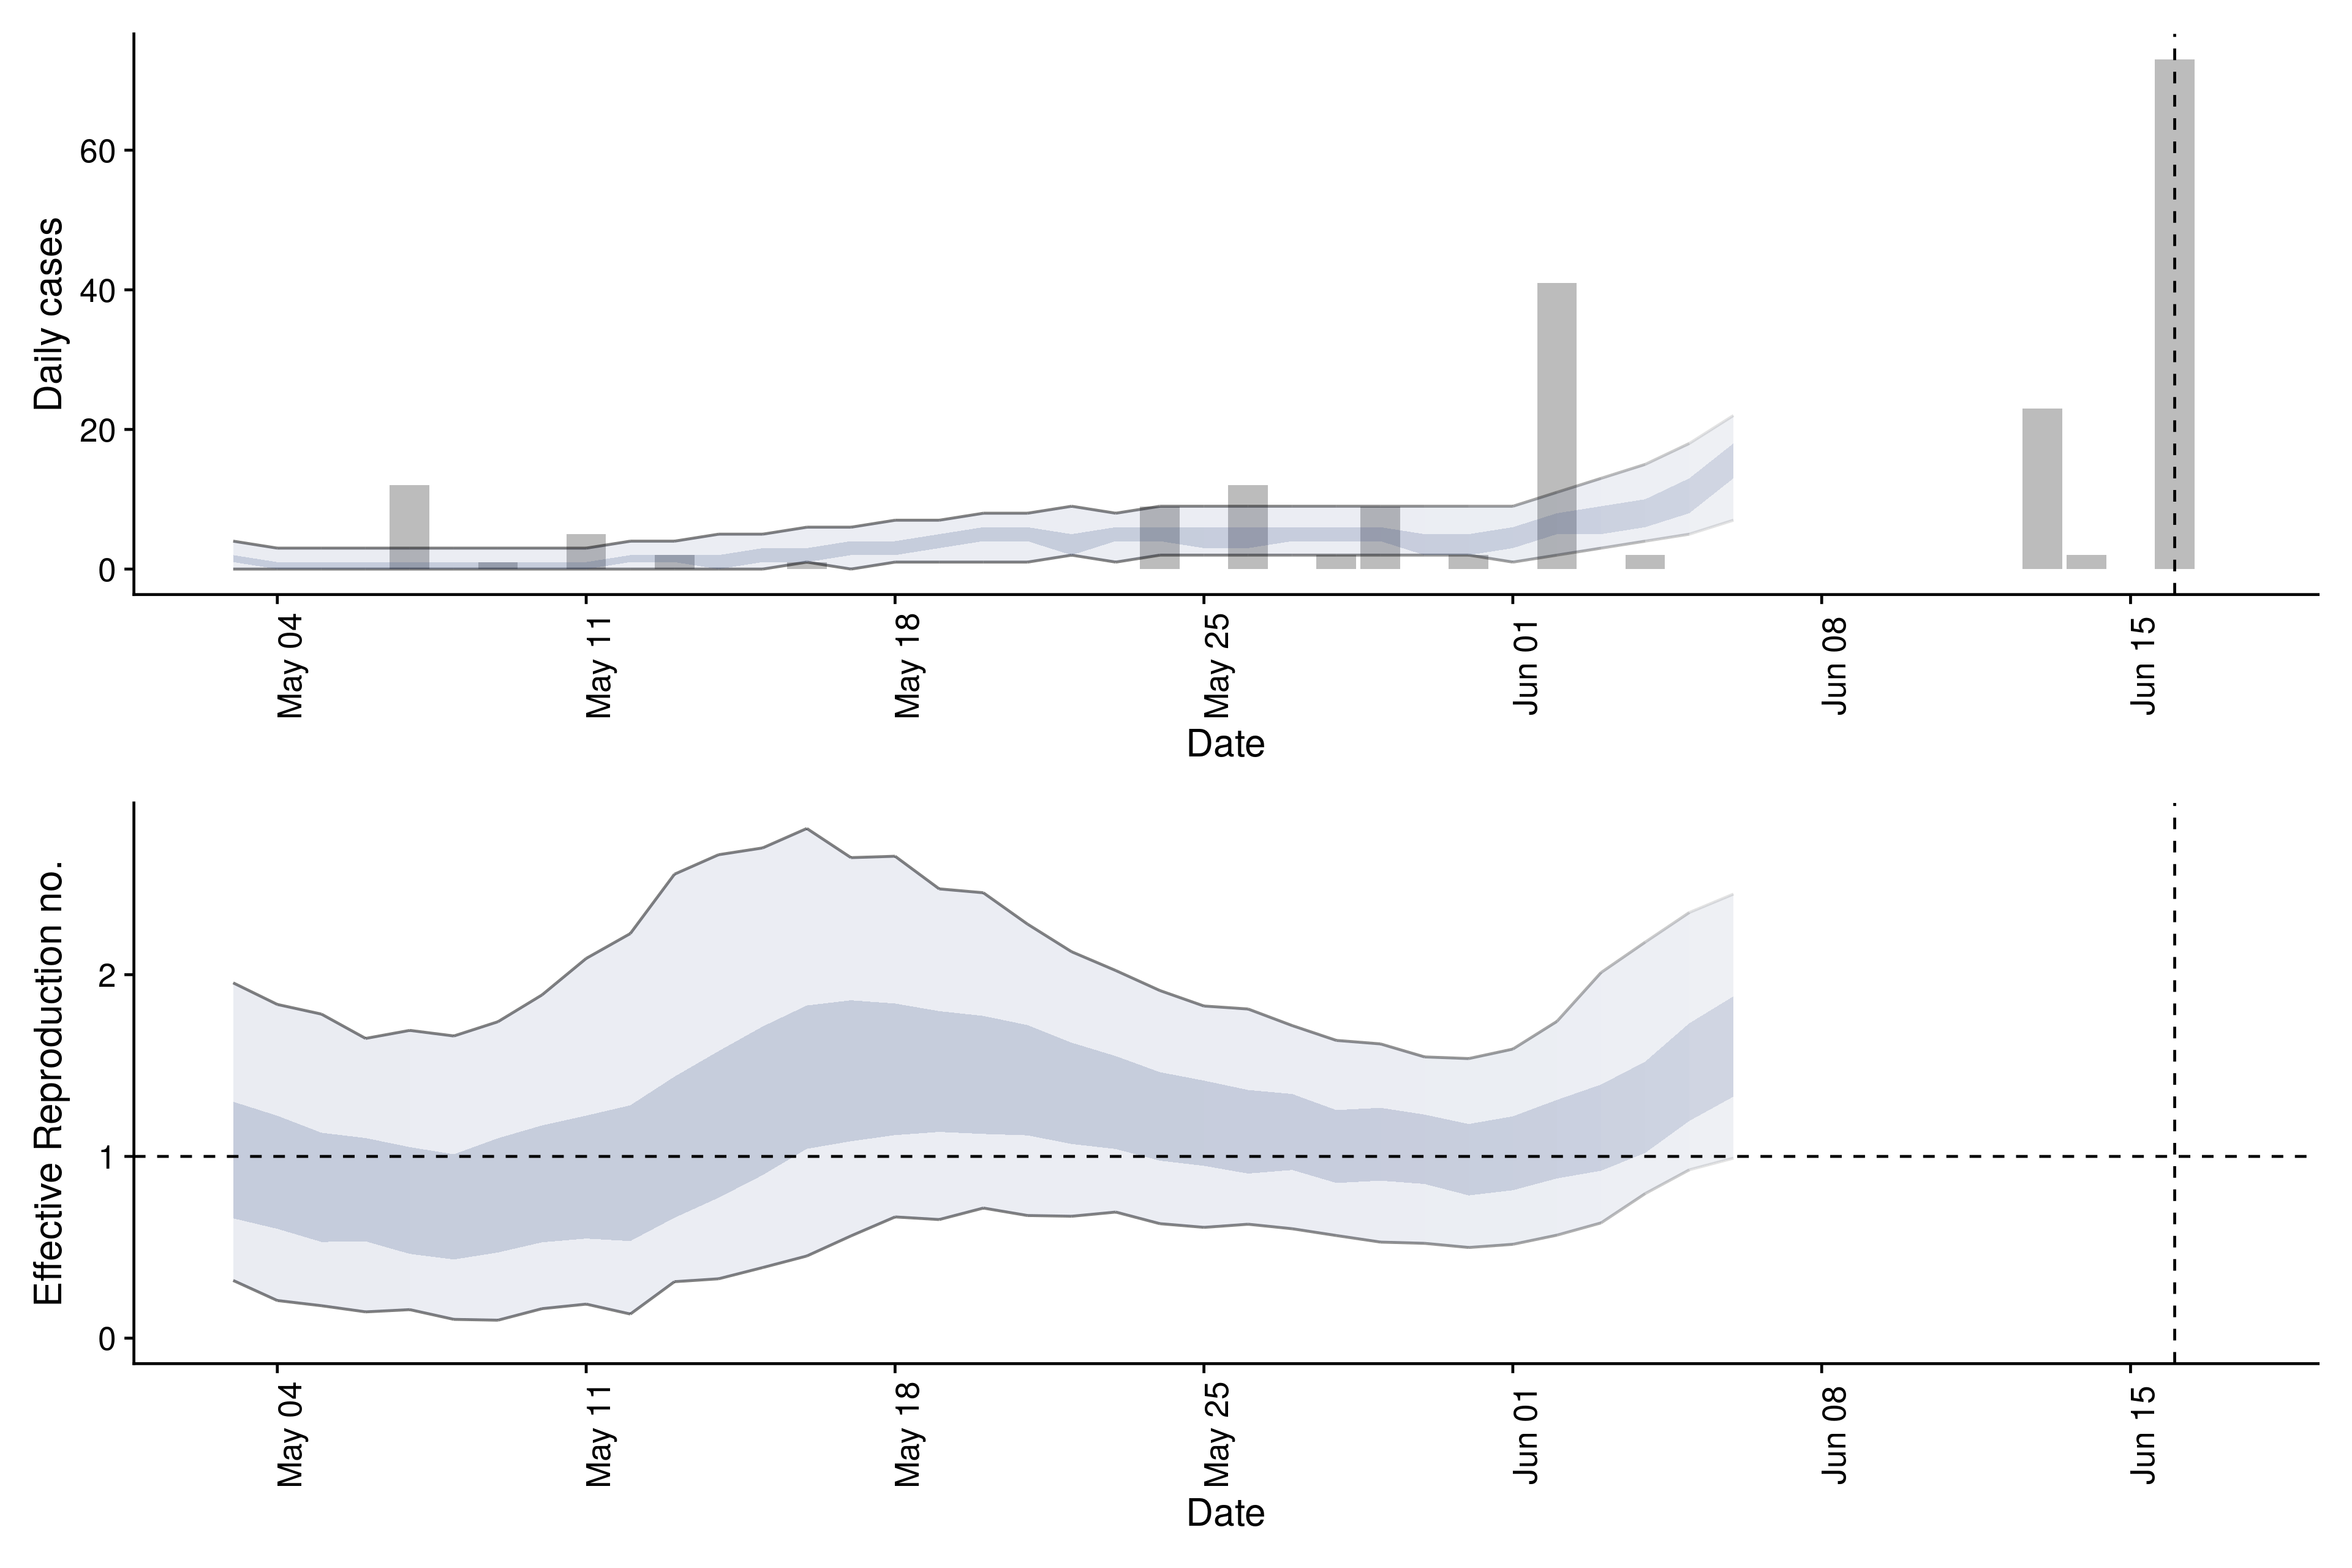 Daily cases
60
40
20
0
May 04
May 11
May 18
May 25
Jun 01
Jun 08
Jun 15
Date
Effective Reproduction no.
2
1
0
May 04
May 11
May 18
May 25
Jun 01
Jun 08
Jun 15
Date